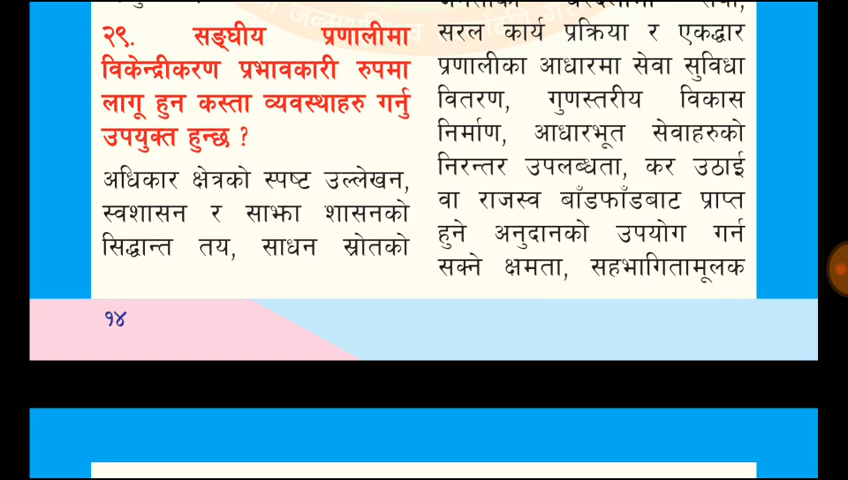 २९. सङ्घीय प्रणालीमा
विकेन्द्रीकरण प्रभावकारी रुपमा
लागू हुन कस्ता व्यवस्थाहरु गर्नु
उपयुक्त हुन्छ ?
अधिकार क्षेत्रको स्पष्ट उल्लेखन,
स्वशासन र साझा शासनको
सिद्धान्त तय, साधन स्रोतको
सरल कार्य प्रक्रिया र एकद्वार
प्रणालीका आधारमा सेवा सुविधा
वितरण, गुणस्तरीय विकास
निर्माण, आधारभूत सेवाहरुको
निरन्तर उपलब्धता, कर उठाई
वा राजस्व बाँडफाँडबाट प्राप्त
हुने अनुदानको उपयोग गर्न
सक्ने क्षमता, सहभागितामूलक
१४